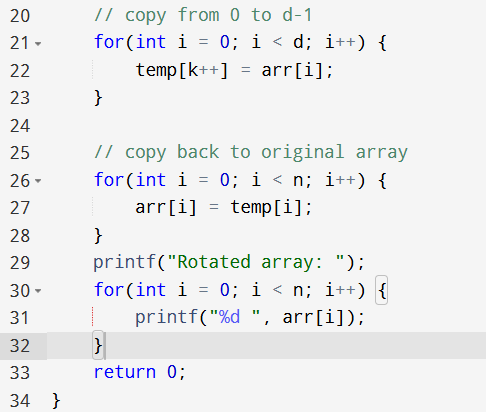 20 // copy from 0 to d-1
21 for(int i = 0; i < d; i++) {
22 temp[k++] = arr[i];
23 }
24
25 // copy back to original array
26 for(int i = 0; i < n; i++) {
27 arr[i] = temp[i];
28 }
29 printf("Rotated array: ");
30 for(int i = 0; i < n; i++) {
31 printf("%d ", arr[i]);
32 }
33 return 0;
34 }